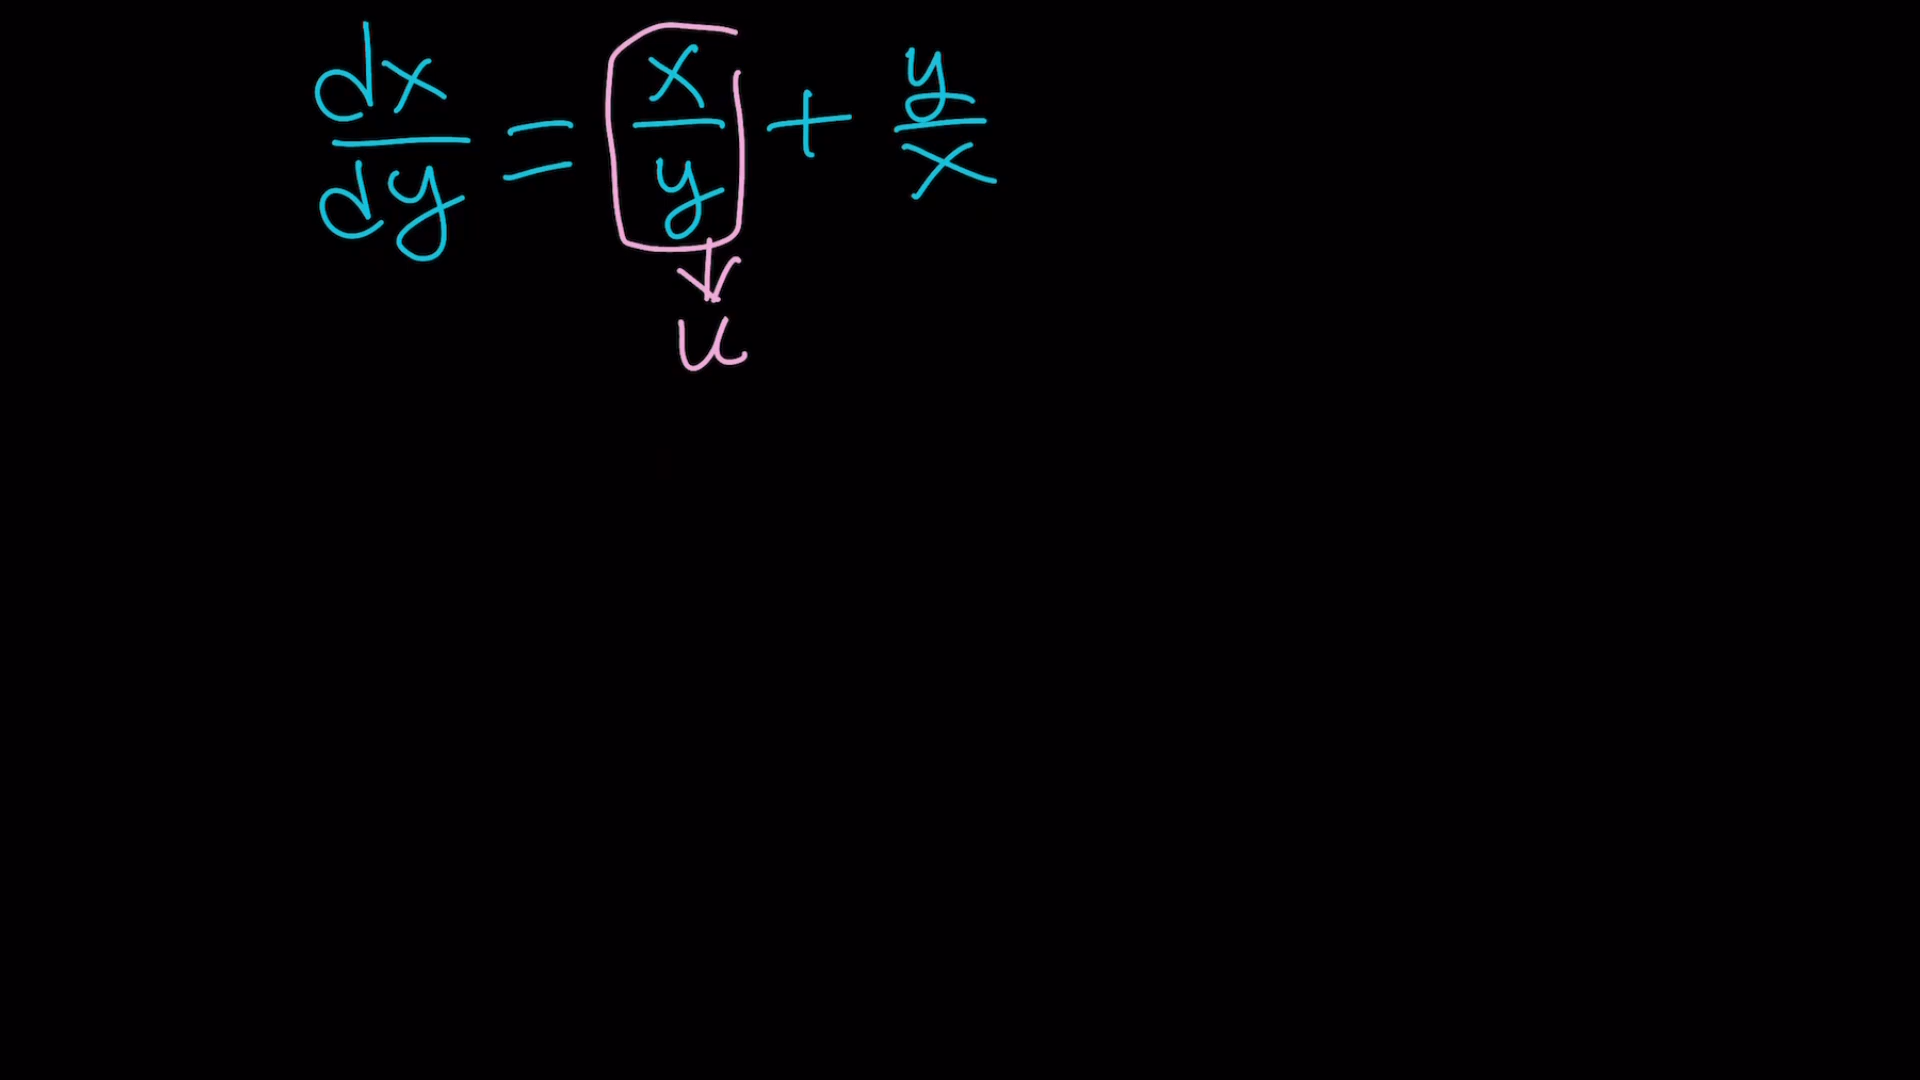 dx/dy = x/y + y/x
u